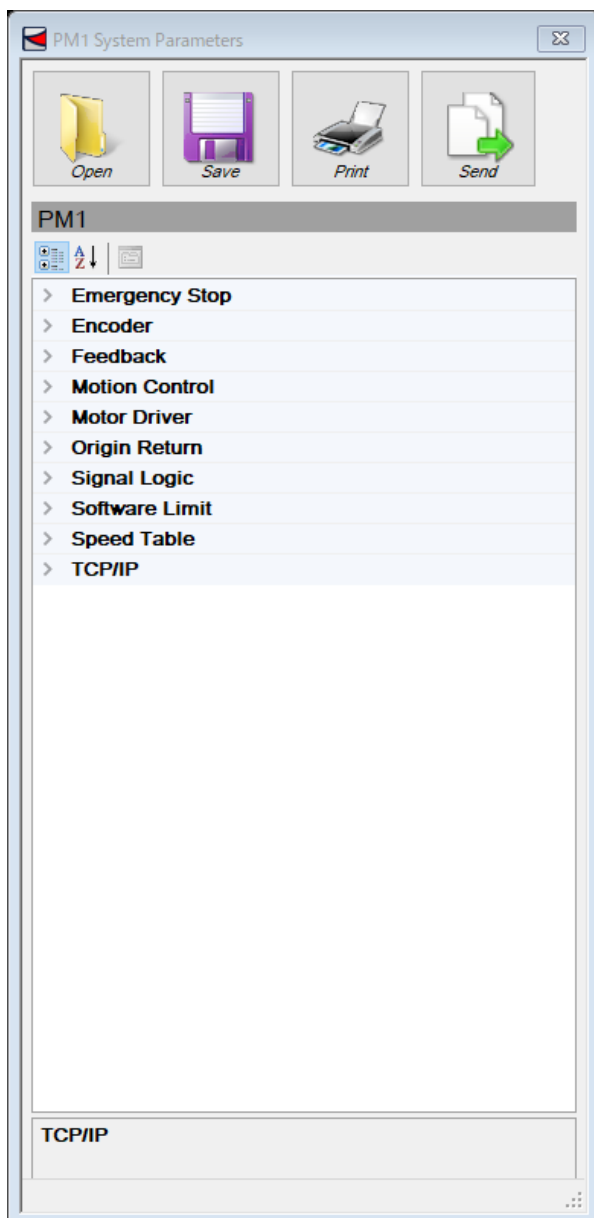 PM1 System Parameters
Open Save Print Send
PM1
A
Z
Emergency Stop
Encoder
Feedback
Motion Control
Motor Driver
Origin Return
Signal Logic
Software Limit
Speed Table
TCP/IP
TCP/IP